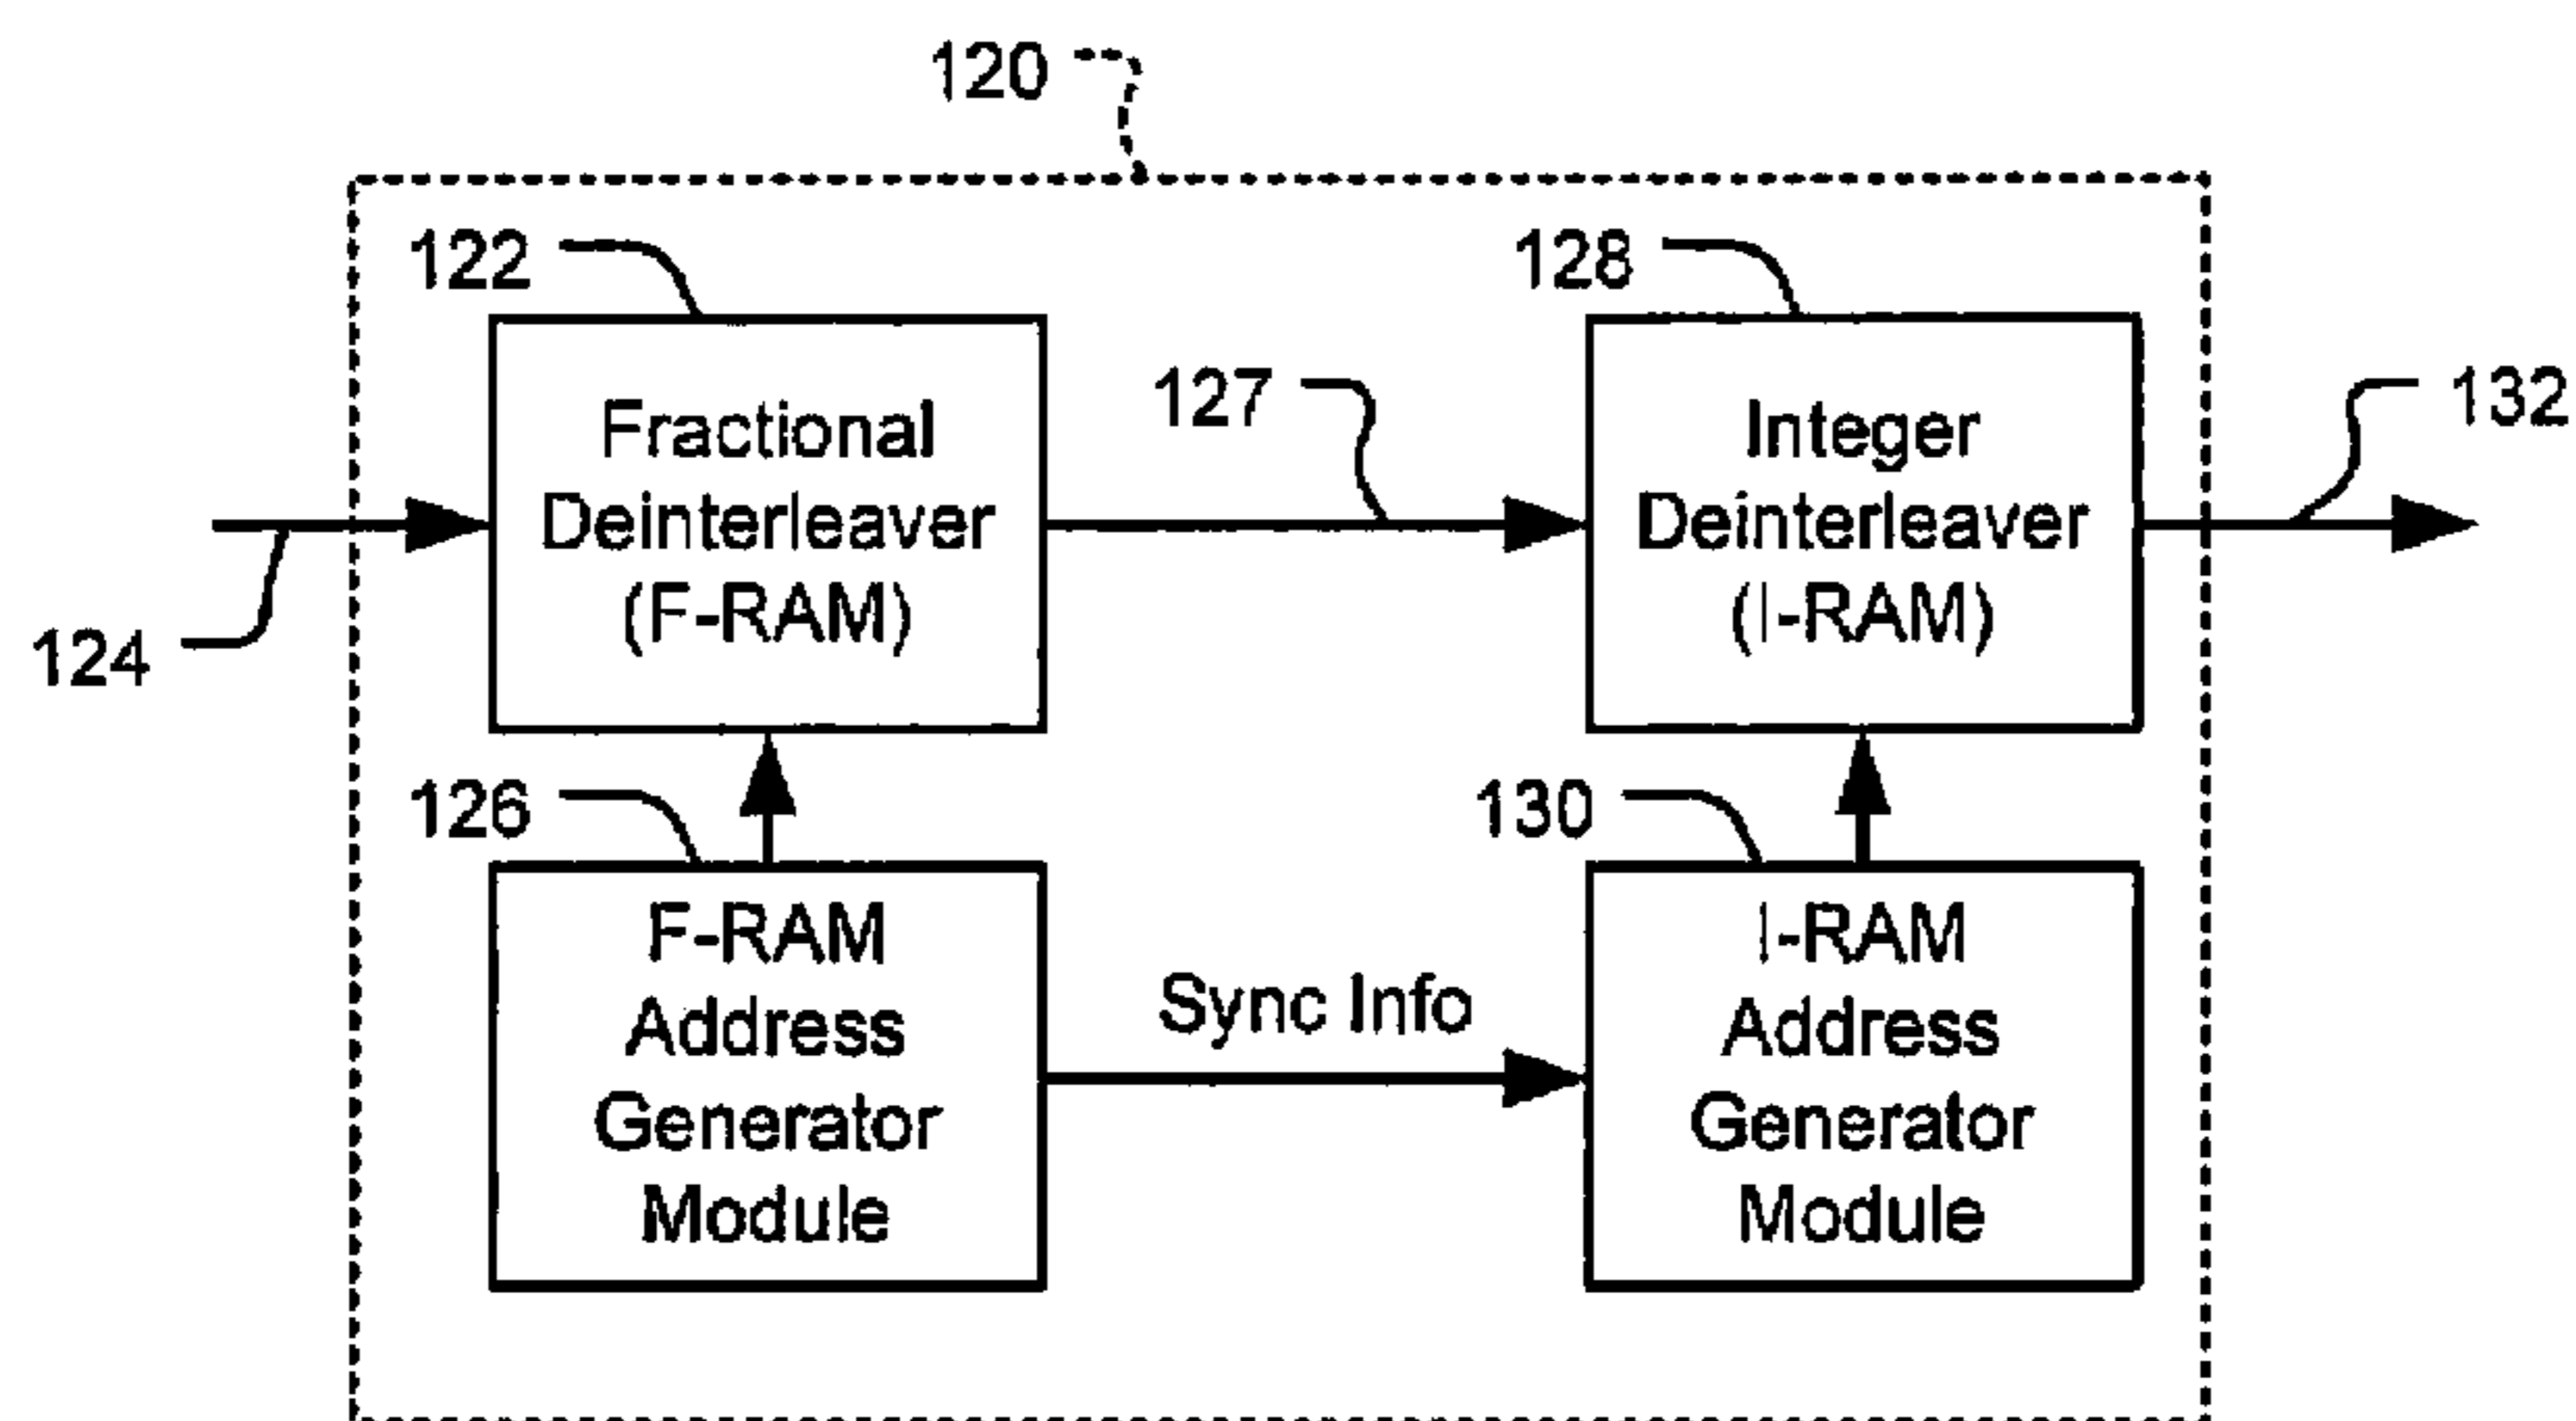 120
122
128
Fractional
Deinterleaver
(F-RAM)
127
Integer
Deinterleaver
(I-RAM)
132
124
126
130
F-RAM
Address
Generator
Module
Sync Info
I-RAM
Address
Generator
Module